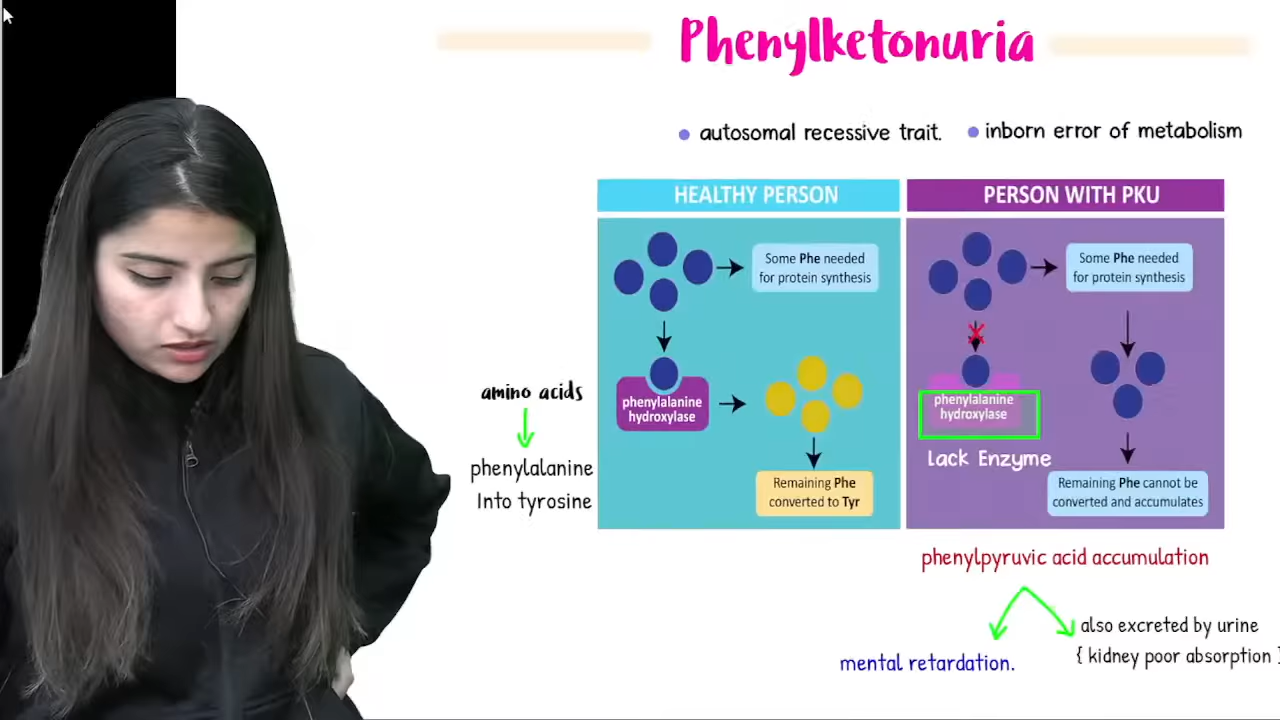 Phenylketonuria
autosomal recessive trait.
inborn error of metabolism
HEALTHY PERSON
Some Phe needed
for protein synthesis
amino acids
phenylalanine
Into tyrosine
phenylalanine
hydroxylase
Remaining Phe
converted to Tyr
PERSON WITH PKU
Some Phe needed
for protein synthesis
phenylalanine
hydroxylase
Lack Enzyme
Remaining Phe cannot be
converted and accumulates
phenylpyruvic acid accumulation
mental retardation.
also excreted by urine
{ kidney poor absorption }